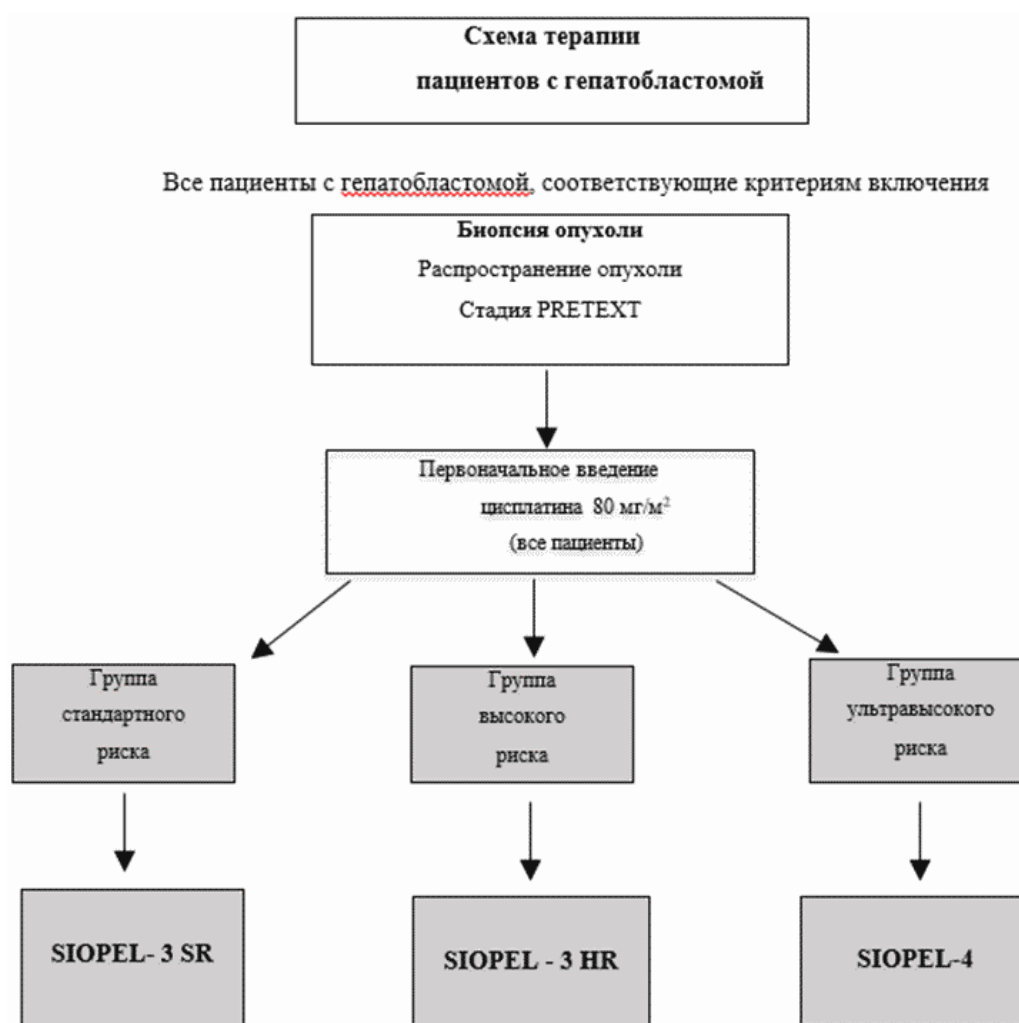 Схема терапии
пациентов с гепатобластомой
Все пациенты с гепатобластомой, соответствующие критериям включения
Биопсия опухоли
Распространение опухоли
Стадия PRETEXT
Первоначальное введение
цисплатина 80 мг/м²
(все пациенты)
Группа
стандартного
риска
Группа
высокого
риска
Группа
ультравысокого
риска
SIOPEL- 3 SR
SIOPEL - 3 HR
SIOPEL-4